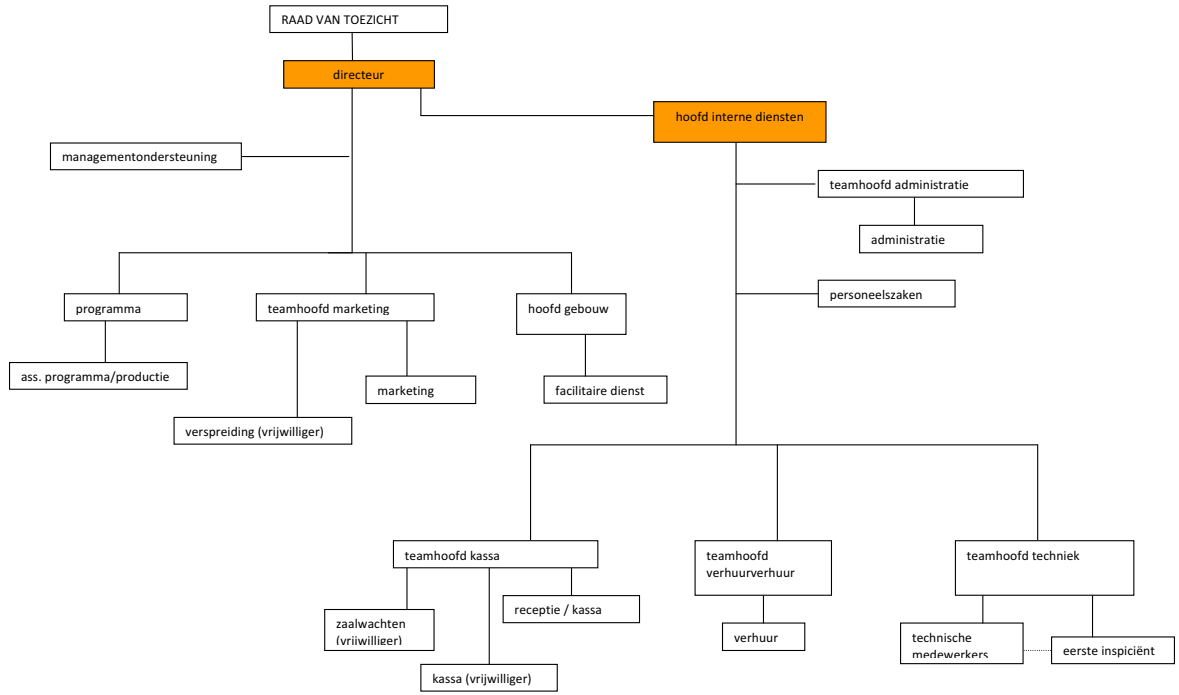 RAAD VAN TOEZICHT
directeur
hoofd interne diensten
managementondersteuning
teamhoofd administratie
administratie
personeelszaken
programma
teamhoofd marketing
hoofd gebouw
ass. programma/productie
marketing
facilitaire dienst
verspreiding (vrijwilliger)
teamhoofd kassa
teamhoofd
verhuurverhuur
teamhoofd techniek
zaalwachten
(vrijwilliger)
receptie / kassa
kassa (vrijwilliger)
verhuur
technische
medewerkers
eerste inspiciënt